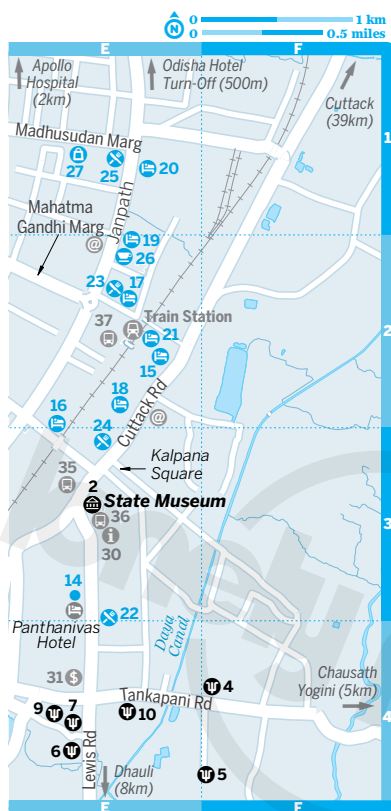 N
0 1 km
0 0.5 miles
E F
Apollo
Hospital
(2km)
Odisha Hotel
Turn-Off (500m)
Cuttack
(39km)
1
Madhusudan Marg
27
25
20
Mahatma
Gandhi Marg
Janpath
@
19
26
23
17
37
Train Station
2
21
15
18
@
16
24
Cuttack Rd
Kalpana
Square
35
2
State Museum
36
30
3
14
22
Panthanivas
Hotel
Daya
Canal
31
$
4
Chausath
Yogini (5km)
Tankapani Rd
9
7
10
4
6
Lewis Rd
5
Dhauli
(8km)
E F